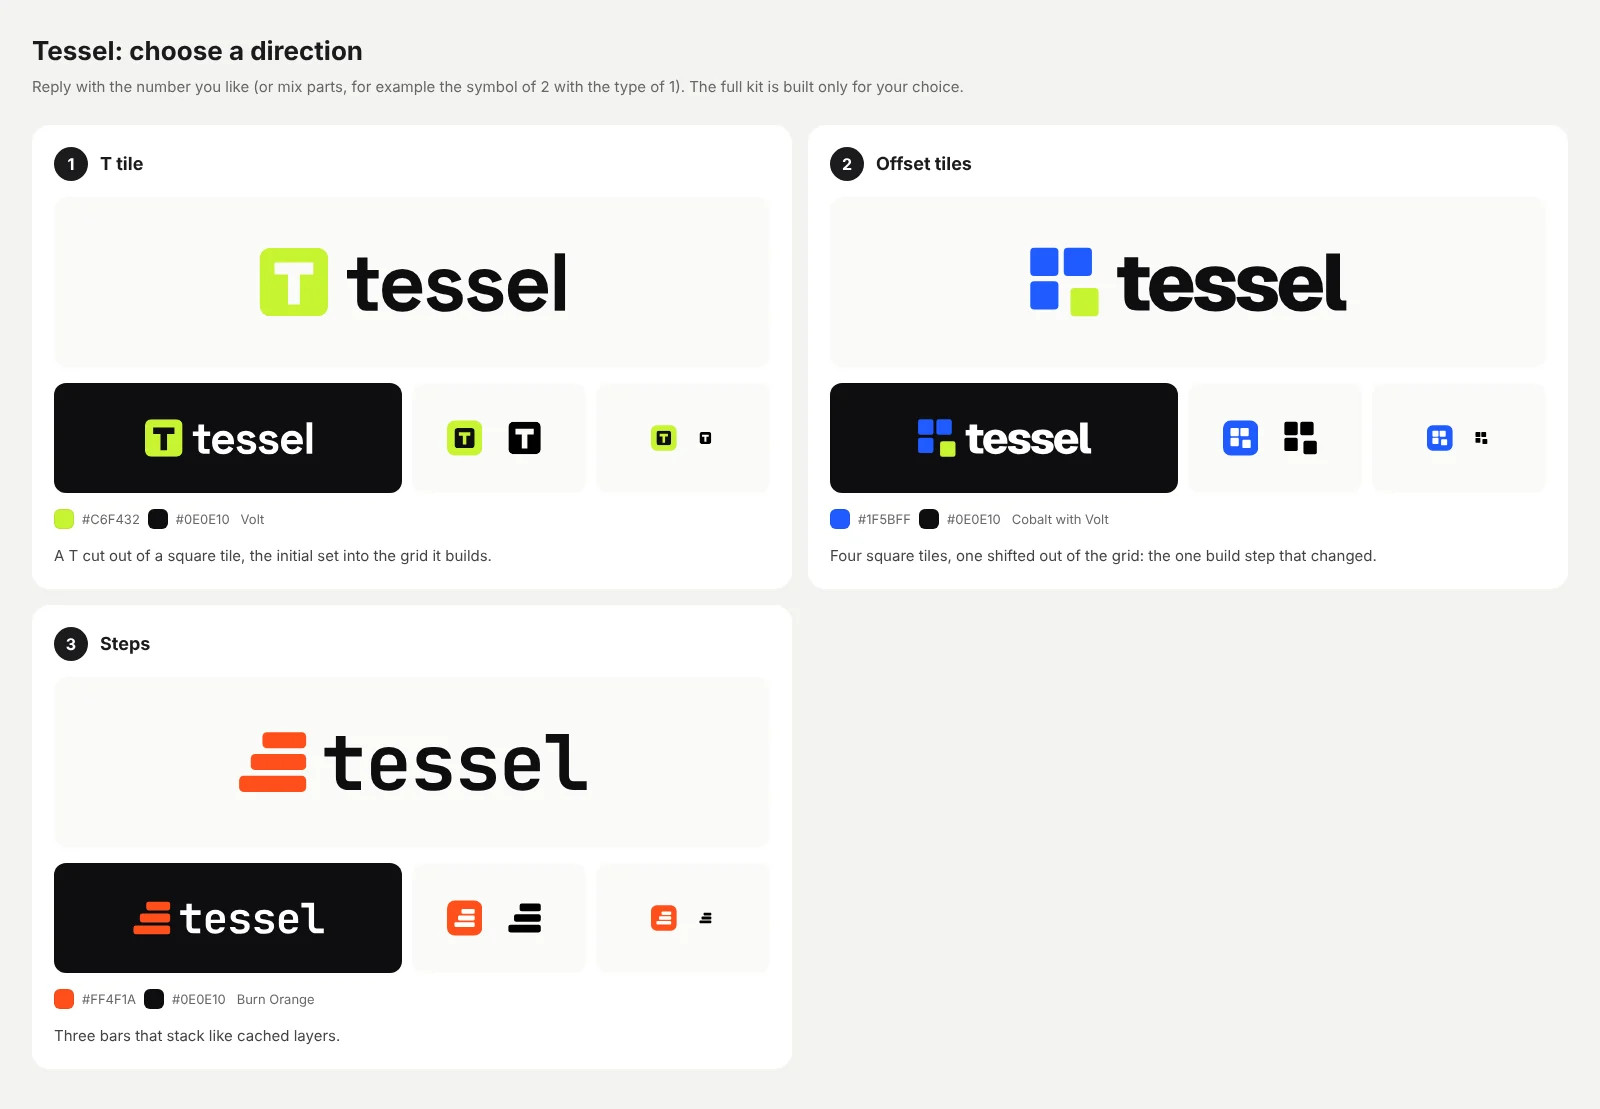 Tessel: choose a direction
Reply with the number you like (or mix parts, for example the symbol of 2 with the type of 1). The full kit is built only for your choice.
1 T tile
T tessel
T tessel T T T T
#C6F432 #0E0E10 Volt
A T cut out of a square tile, the initial set into the grid it builds.
2 Offset tiles
tessel
tessel
#1F5BFF #0E0E10 Cobalt with Volt
Four square tiles, one shifted out of the grid: the one build step that changed.
3 Steps
tessel
tessel
#FF4F1A #0E0E10 Burn Orange
Three bars that stack like cached layers.